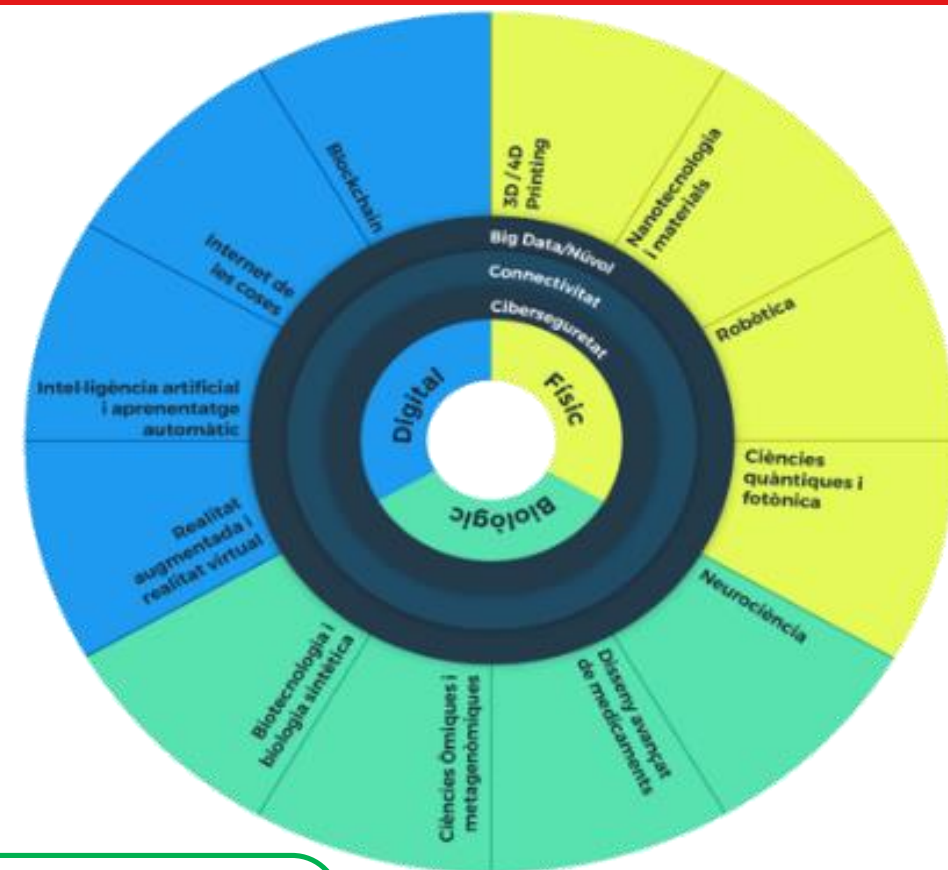 Blockchain
Internet de
les coses
Intel·ligència artificial
i aprenentatge
automàtic
Realitat
augmentada i
realitat virtual
3D / 4D
Printing
Nanotecnologia
i materials
Robòtica
Ciències
quàntiques i
fotònica
Neurociència
Disseny avançat
de medicaments
Ciències Òmiques i
metagenòmiques
Biotecnologia i
biologia sintètica
Big Data/Núvol
Connectivitat
Ciberseguretat
Digital
Físic
Biològic